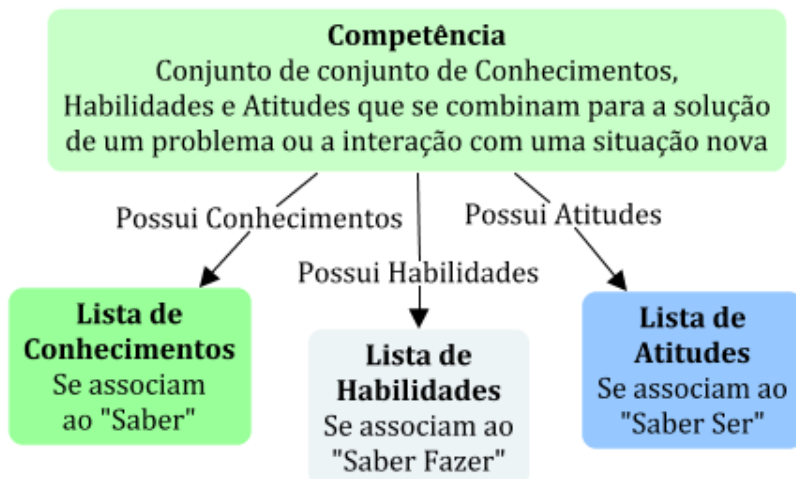 Competência
Conjunto de conjunto de Conhecimentos,
Habilidades e Atitudes que se combinam para a solução
de um problema ou a interação com uma situação nova
Possui Conhecimentos
Possui Atitudes
Possui Habilidades
Lista de
Conhecimentos
Se associam
ao "Saber"
Lista de
Habilidades
Se associam ao
"Saber Fazer"
Lista de
Atitudes
Se associam ao
"Saber Ser"